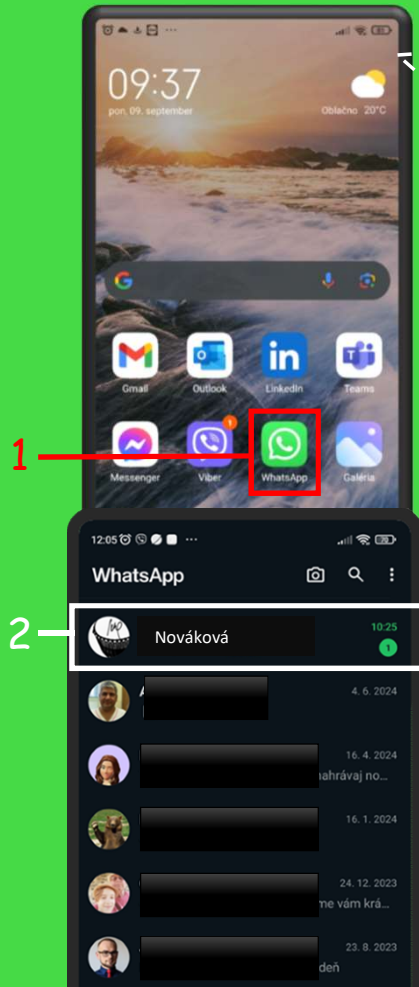 09:37
pon, 09. september
Oblačno 20°C
Gmail
Outlook
LinkedIn
Teams
1
1
Messenger
Viber
WhatsApp
Galéria
12:05
WhatsApp
2
Nováková
10:25
1
4. 6. 2024
16. 4. 2024
nahrávaj no...
16. 1. 2024
24. 12. 2023
me vám krá...
23. 8. 2023
deň